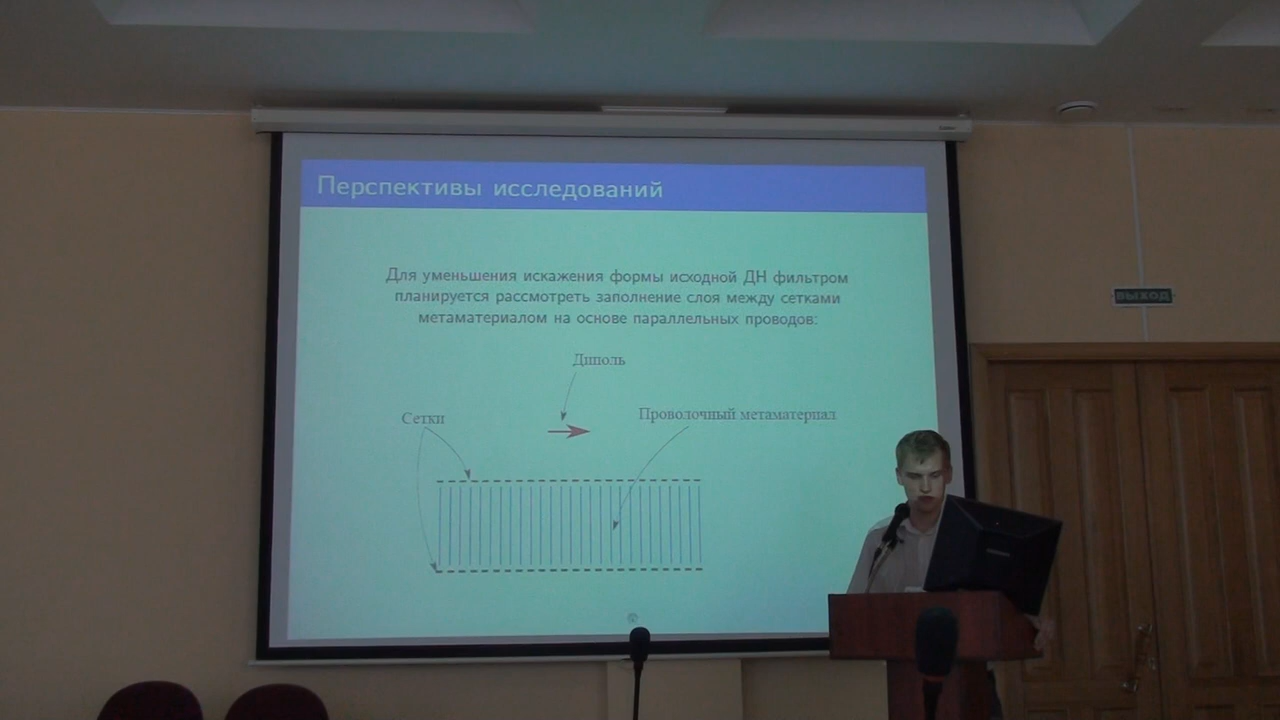 Перспективы исследований
Для уменьшения искажения формы исходной ДН фильтром
планируется рассмотреть заполнение слоя между сетками
метаматериалом на основе параллельных проводов:
Диполь
Сетки
Проволочный метаматериал
ВЫХОД